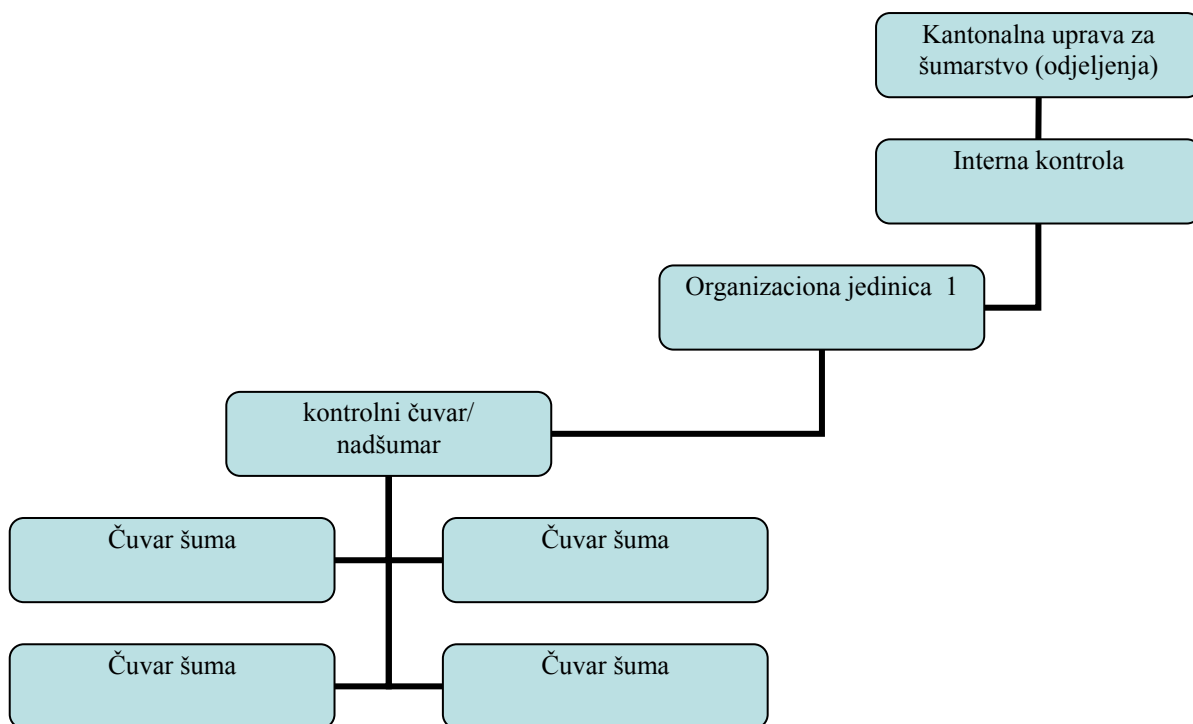 Kantonalna uprava za
šumarstvo (odjeljenja)
Interna kontrola
Organizaciona jedinica 1
kontrolni čuvar/
nadšumar
Čuvar šuma
Čuvar šuma
Čuvar šuma
Čuvar šuma